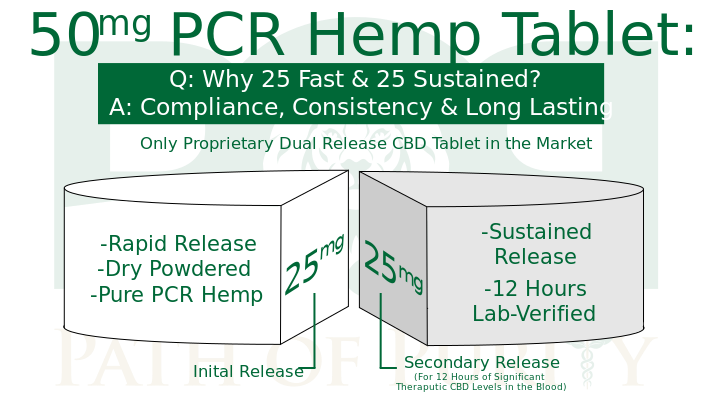 50mg PCR Hemp Tablet:
Q: Why 25 Fast & 25 Sustained?
A: Compliance, Consistency & Long Lasting
Only Proprietary Dual Release CBD Tablet in the Market
-Rapid Release
-Dry Powdered
-Pure PCR Hemp
25mg
25mg
-Sustained
Release
-12 Hours
Lab-Verified
Inital Release
Secondary Release
(For 12 Hours of Significant
Theraputic CBD Levels in the Blood)